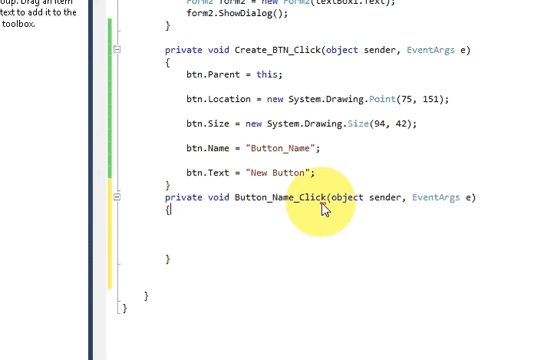 oup. Drag an item
text to add it to the
toolbox.
Form2 form2 = new Form2(textBox1.Text);
form2.ShowDialog();
}
private void Create_BTN_Click(object sender, EventArgs e)
{
btn.Parent = this;
btn.Location = new System.Drawing.Point(75, 151);
btn.Size = new System.Drawing.Size(94, 42);
btn.Name = "Button_Name";
btn.Text = "New Button";
}
private void Button_Name_Click(object sender, EventArgs e)
{
}
}
}